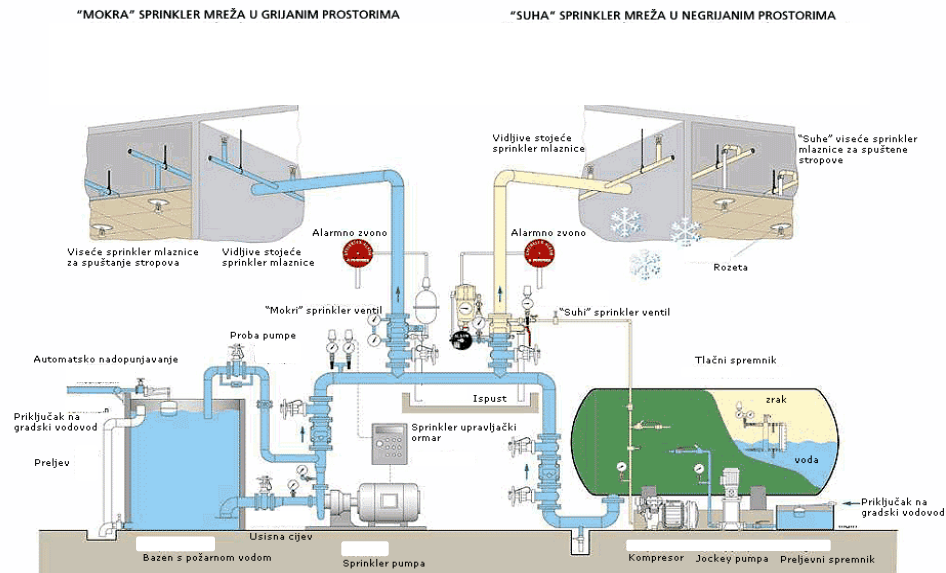 “MOKRA” SPRINKLER MREŽA U GRIJANIM PROSTORIMA
“SUHA” SPRINKLER MREŽA U NEGRIJANIM PROSTORIMA
Vidljive stojeće
sprinkler mlaznice
“Suhe” viseće sprinkler
mlaznice za spuštene
stropove
Viseće sprinkler mlaznice
za spuštanje stropova
Vidljive stojeće
sprinkler mlaznice
Alarmno zvono
Alarmno zvono
Rozeta
“Mokri” sprinkler ventil
“Suhi” sprinkler ventil
Proba pumpe
Automatsko nadopunjavanje
Tlačni spremnik
Priključak na
gradski vodovod
Ispust
zrak
Sprinkler upravljački
ormar
Preljev
voda
Priključak na
gradski vodovod
Usisna cijev
Bazen s požarnom vodom
Sprinkler pumpa
Kompresor
Jockey pumpa
Preljevni spremnik